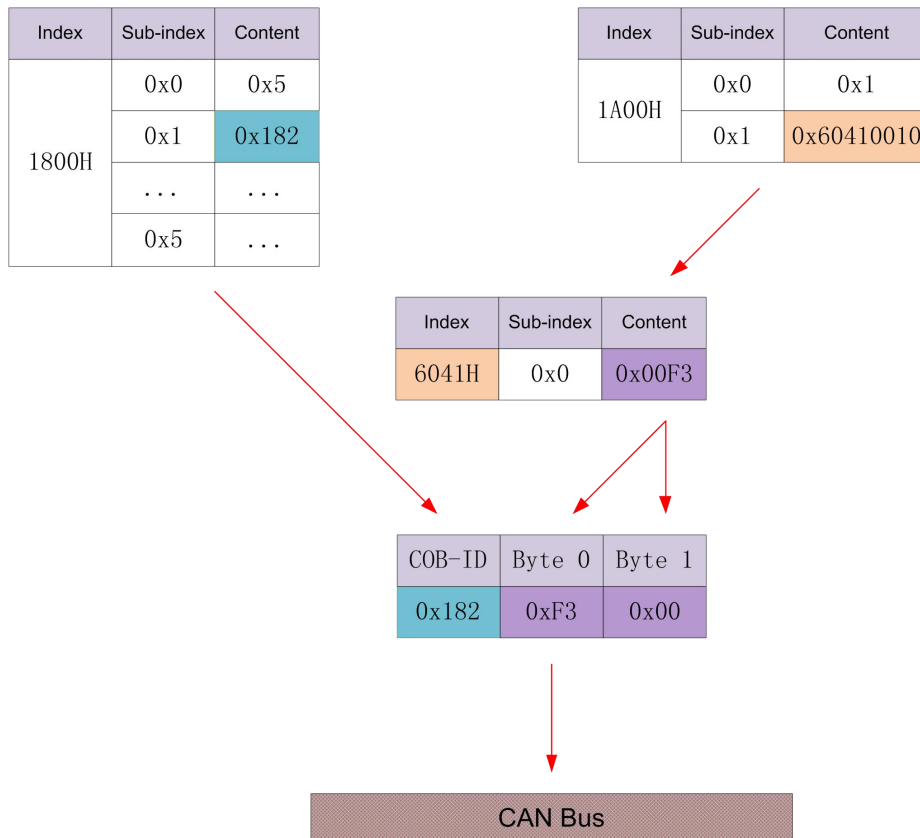 Index Sub-index Content
1800H
0x0 0x5
0x1 0x182
... ...
0x5 ...
Index Sub-index Content
1A00H
0x0 0x1
0x1 0x60410010
Index Sub-index Content
6041H 0x0 0x00F3
COB-ID Byte 0 Byte 1
0x182 0xF3 0x00
CAN Bus